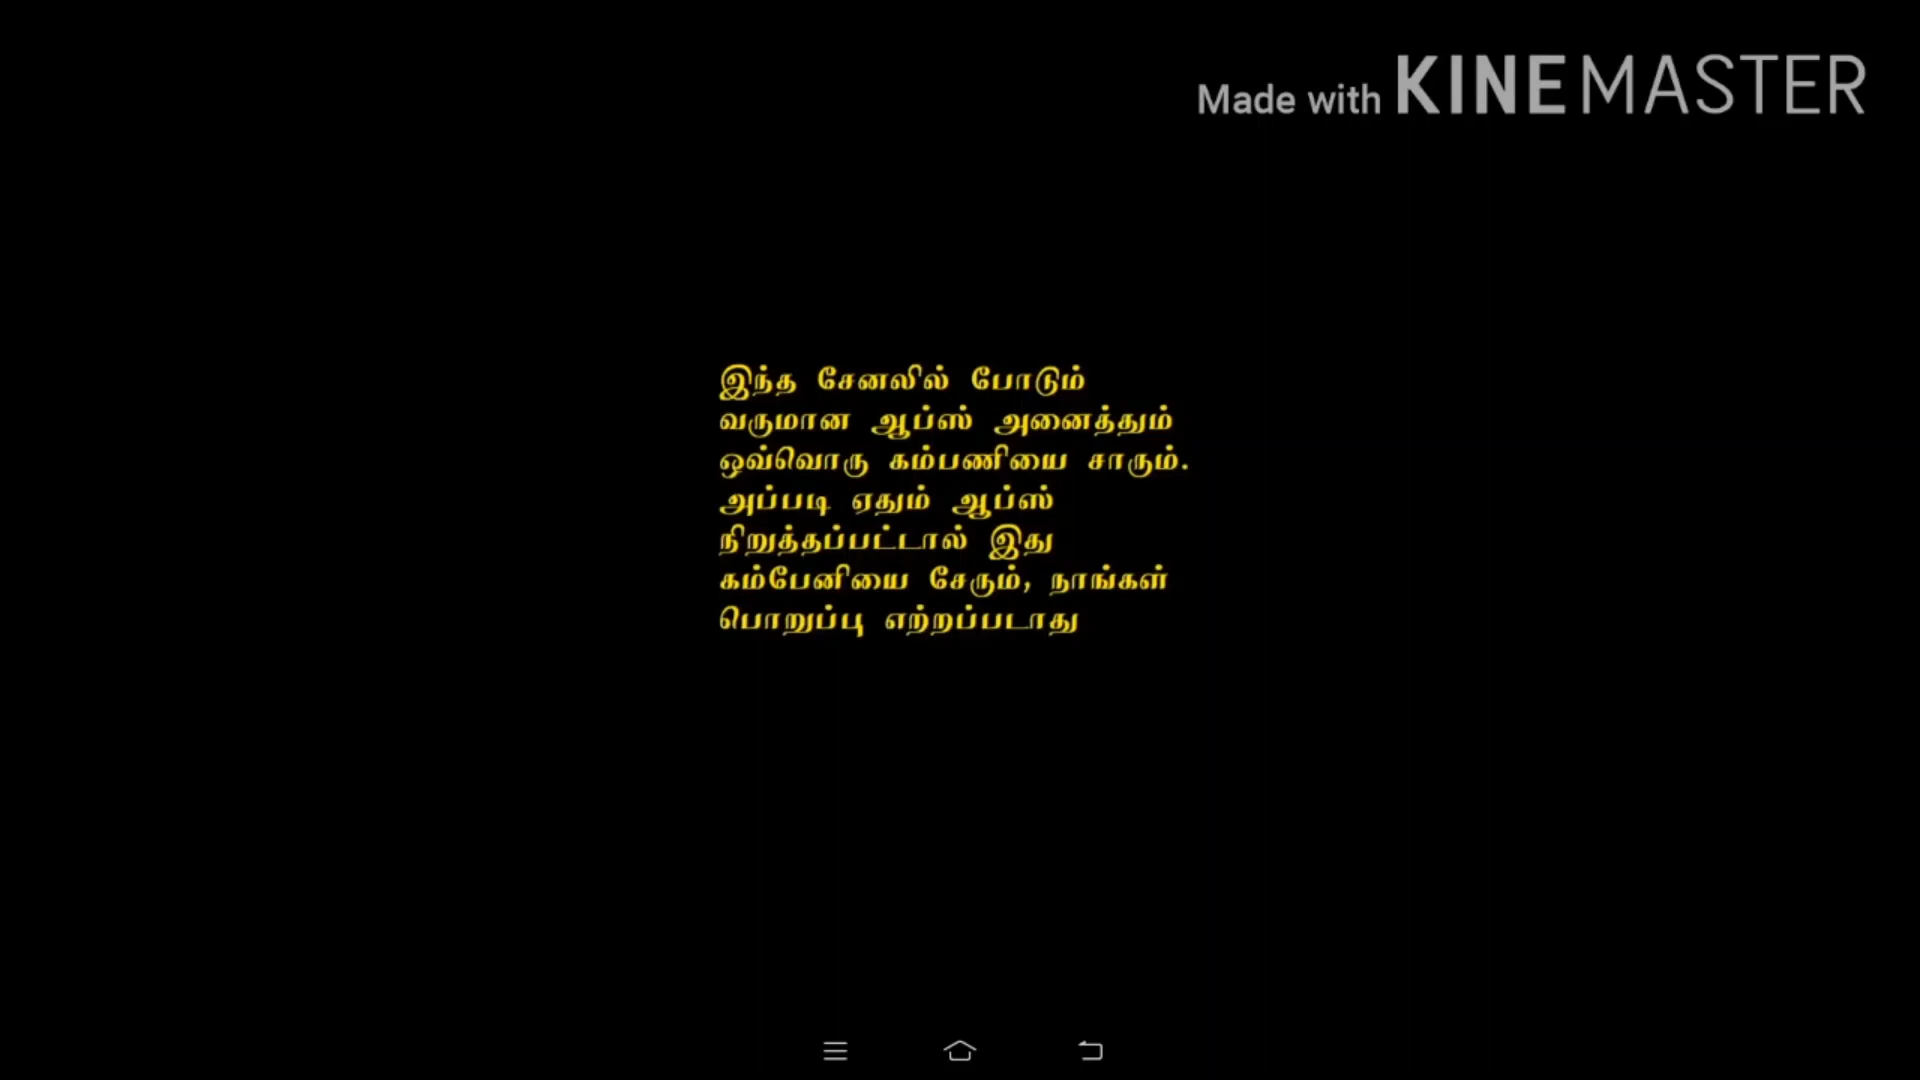 Made with KINEMASTER
இந்த சேனலில் போடும்
வருமான ஆப்ஸ் அனைத்தும்
ஒவ்வொரு கம்பணியை சாரும்.
அப்படி ஏதும் ஆப்ஸ்
நிறுத்தப்பட்டால் இது
கம்பேனியை சேரும், நாங்கள்
பொறுப்பு எற்றப்படாது